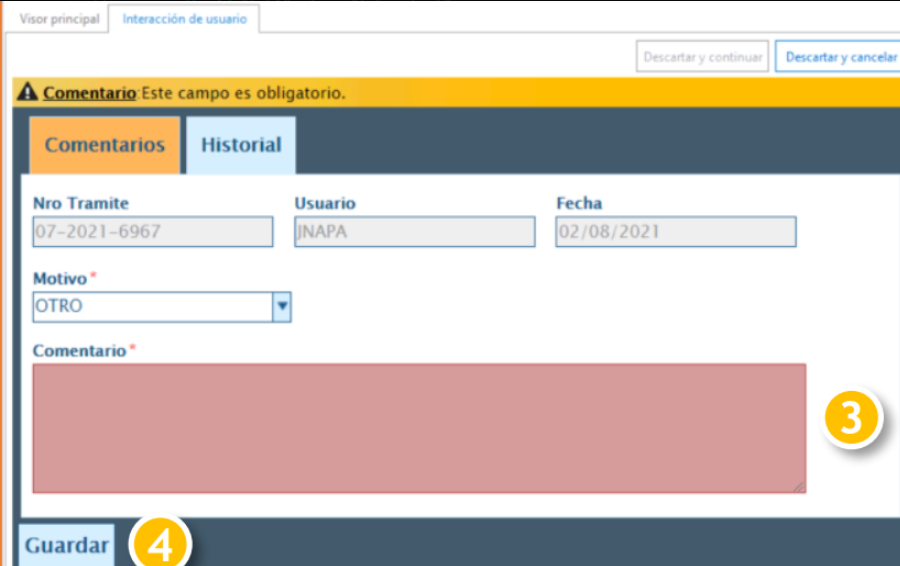 Visor principal Interacción de usuario
Descartar y continuar Descartar y cancelar
Comentario:Este campo es obligatorio.
Comentarios Historial
Nro Tramite Usuario Fecha
07-2021-6967 JNAPA 02/08/2021
Motivo*
OTRO
Comentario*
3
Guardar 4